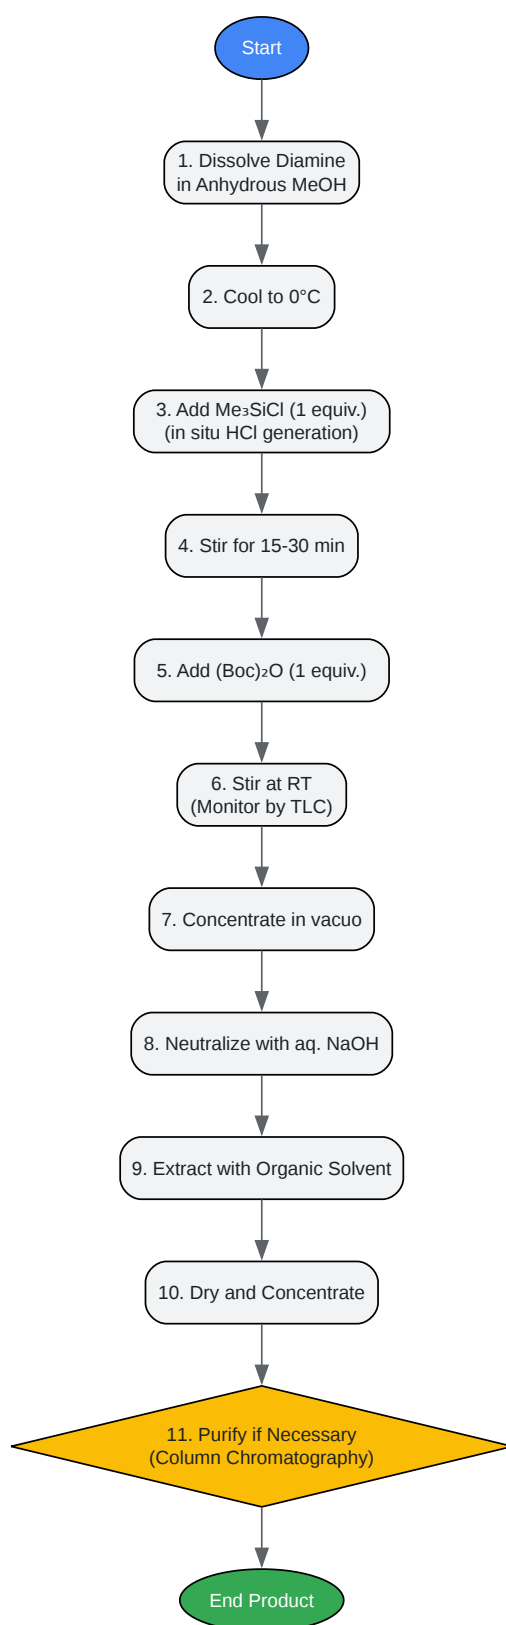 Start
1. Dissolve Diamine
in Anhydrous MeOH
2. Cool to 0°C
3. Add Me₃SiCl (1 equiv.)
(in situ HCl generation)
4. Stir for 15-30 min
5. Add (Boc)₂O (1 equiv.)
6. Stir at RT
(Monitor by TLC)
7. Concentrate in vacuo
8. Neutralize with aq. NaOH
9. Extract with Organic Solvent
10. Dry and Concentrate
11. Purify if Necessary
(Column Chromatography)
End Product